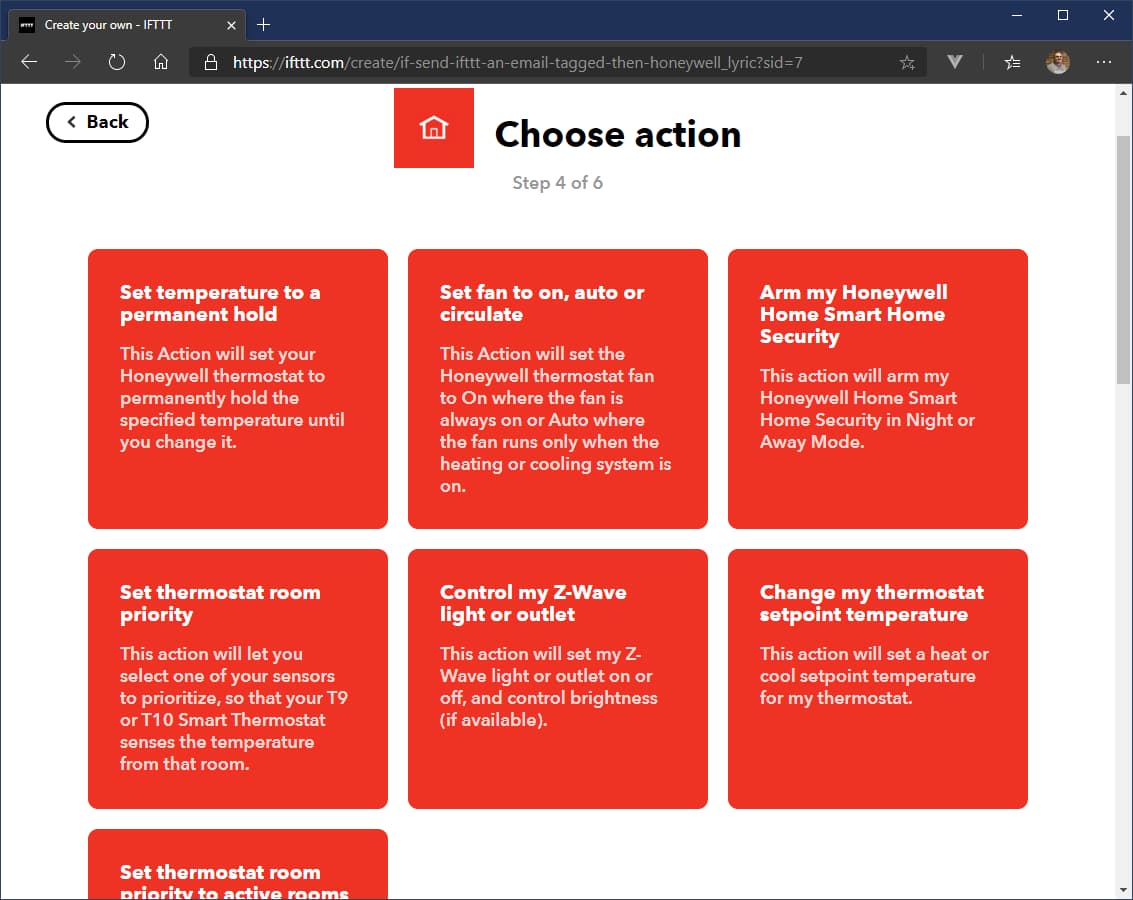 IFTTT
Create your own - IFTTT
https://ifttt.com/create/if-send-ifttt-an-email-tagged-then-honeywell_lyric?sid=7
Back
Choose action
Step 4 of 6
Set temperature to a
permanent hold
This Action will set your
Honeywell thermostat to
permanently hold the
specified temperature until
you change it.
Set fan to on, auto or
circulate
This Action will set the
Honeywell thermostat fan
to On where the fan is
always on or Auto where
the fan runs only when the
heating or cooling system is
on.
Arm my Honeywell
Home Smart Home
Security
This action will arm my
Honeywell Home Smart
Home Security in Night or
Away Mode.
Set thermostat room
priority
This action will let you
select one of your sensors
to prioritize, so that your T9
or T10 Smart Thermostat
senses the temperature
from that room.
Control my Z-Wave
light or outlet
This action will set my Z-
Wave light or outlet on or
off, and control brightness
(if available).
Change my thermostat
setpoint temperature
This action will set a heat or
cool setpoint temperature
for my thermostat.
Set thermostat room
priority to active rooms